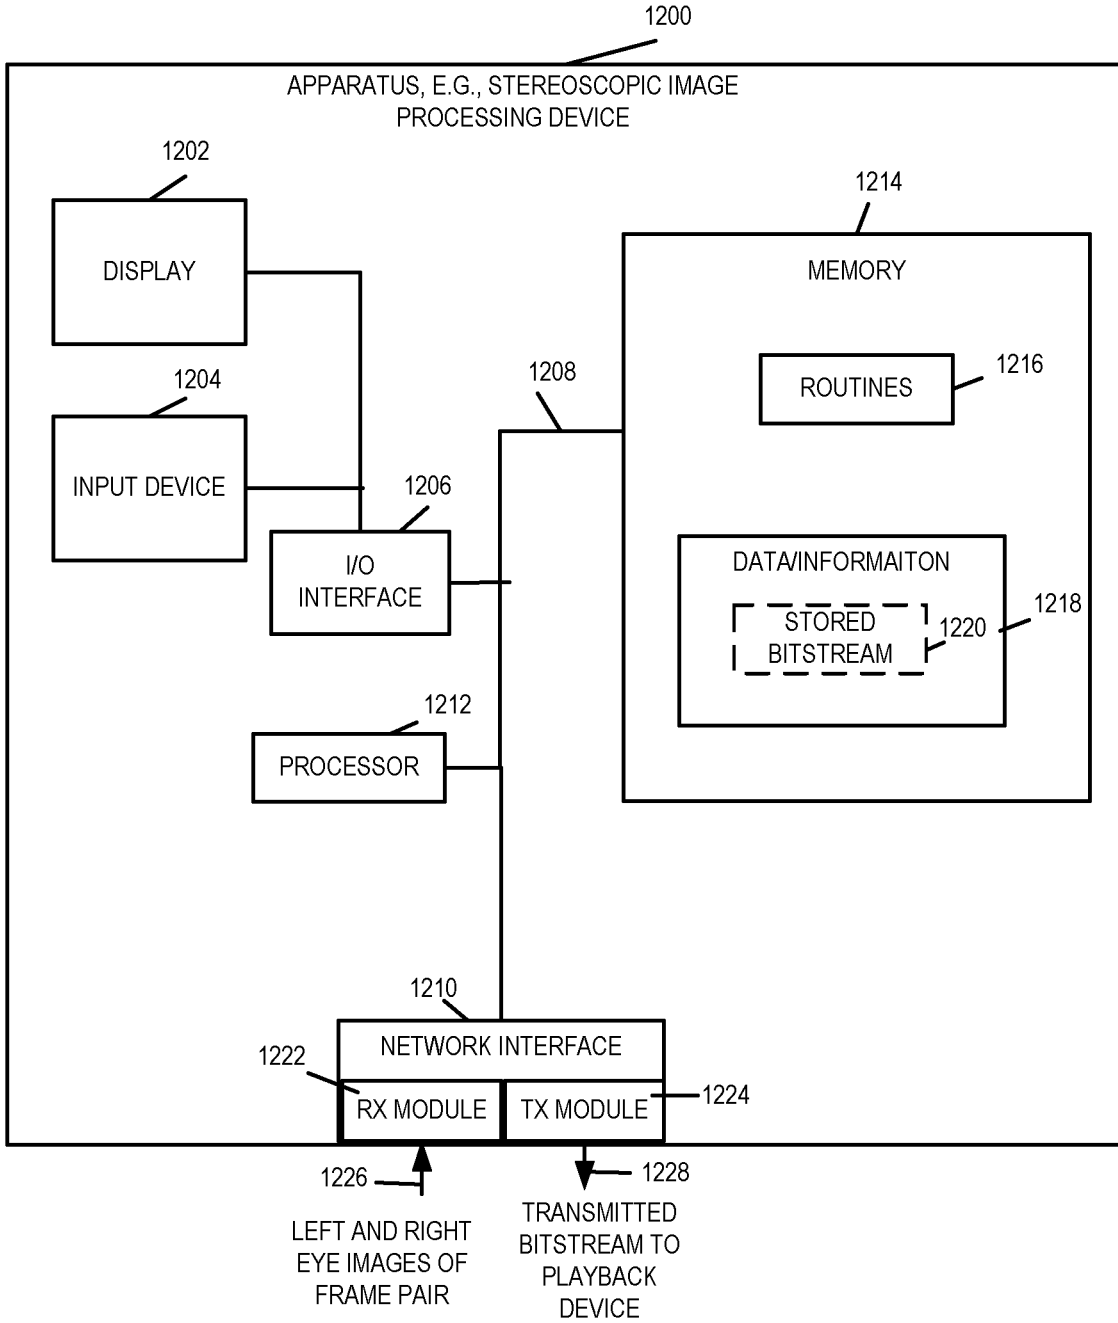 1200
APPARATUS, E.G., STEREOSCOPIC IMAGE
PROCESSING DEVICE
1202
DISPLAY
1204
INPUT DEVICE
1206
I/O
INTERFACE
1208
1214
MEMORY
ROUTINES
1216
DATA/INFORMAITON
1218
STORED
BITSTREAM
1220
1212
PROCESSOR
1210
NETWORK INTERFACE
1222
RX MODULE
TX MODULE
1224
1226
LEFT AND RIGHT
EYE IMAGES OF
FRAME PAIR
1228
TRANSMITTED
BITSTREAM TO
PLAYBACK
DEVICE